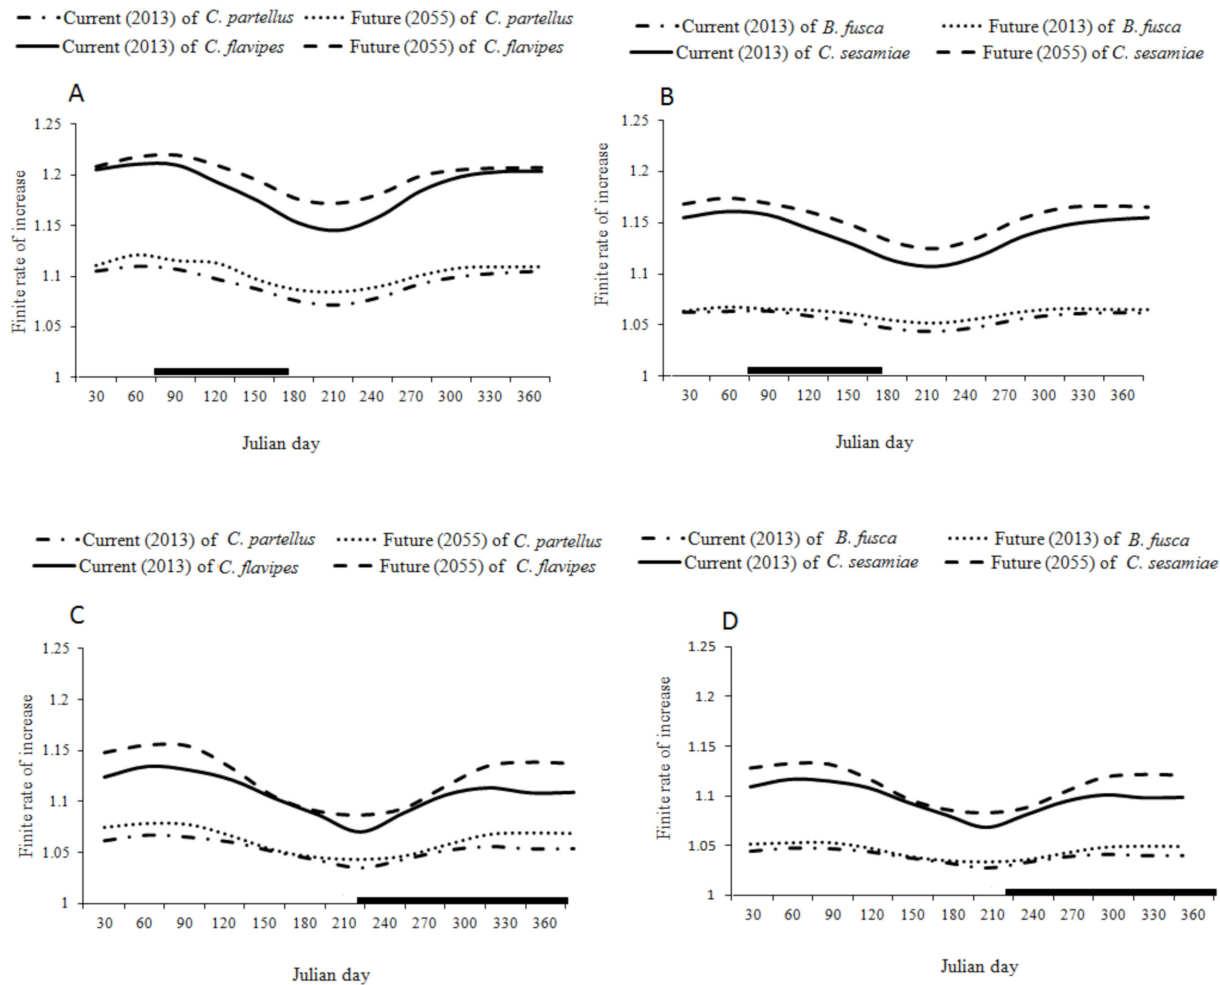 Current (2013) of C. partellus Future (2055) of C. partellus
Current (2013) of C. flavipes Future (2055) of C. flavipes
A
1.25
1.2
1.15
1.1
1.05
1
Finite rate of increase
30 60 90 120 150 180 210 240 270 300 330 360
Julian day
Current (2013) of B. fusca Future (2013) of B. fusca
Current (2013) of C. sesamiae Future (2055) of C. sesamiae
B
1.25
1.2
1.15
1.1
1.05
1
Finite rate of increase
30 60 90 120 150 180 210 240 270 300 330 360
Julian day
Current (2013) of C. partellus Future (2055) of C. partellus
Current (2013) of C. flavipes Future (2055) of C. flavipes
C
1.25
1.2
1.15
1.1
1.05
1
Finite rate of increase
30 60 90 120 150 180 210 240 270 300 330 360
Julian day
Current (2013) of B. fusca Future (2013) of B. fusca
Current (2013) of C. sesamiae Future (2055) of C. sesamiae
D
1.25
1.2
1.15
1.1
1.05
1
Finite rate of increase
30 60 90 120 150 180 210 240 270 300 330 360
Julian day